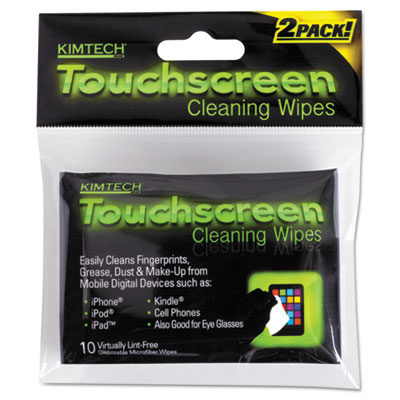 2PACK!
KIMTECH
Touchscreen
Cleaning Wipes
KIMTECH
Touchscreen
Cleaning Wipes
Easily Cleans Fingerprints,
Grease, Dust & Make-Up from
Mobile Digital Devices such as:
• iPhone®
• iPod®
• iPad™
• Kindle®
• Cell Phones
• Also Good for Eye Glasses
10 Virtually Lint-Free
Disposable Microfiber Wipes